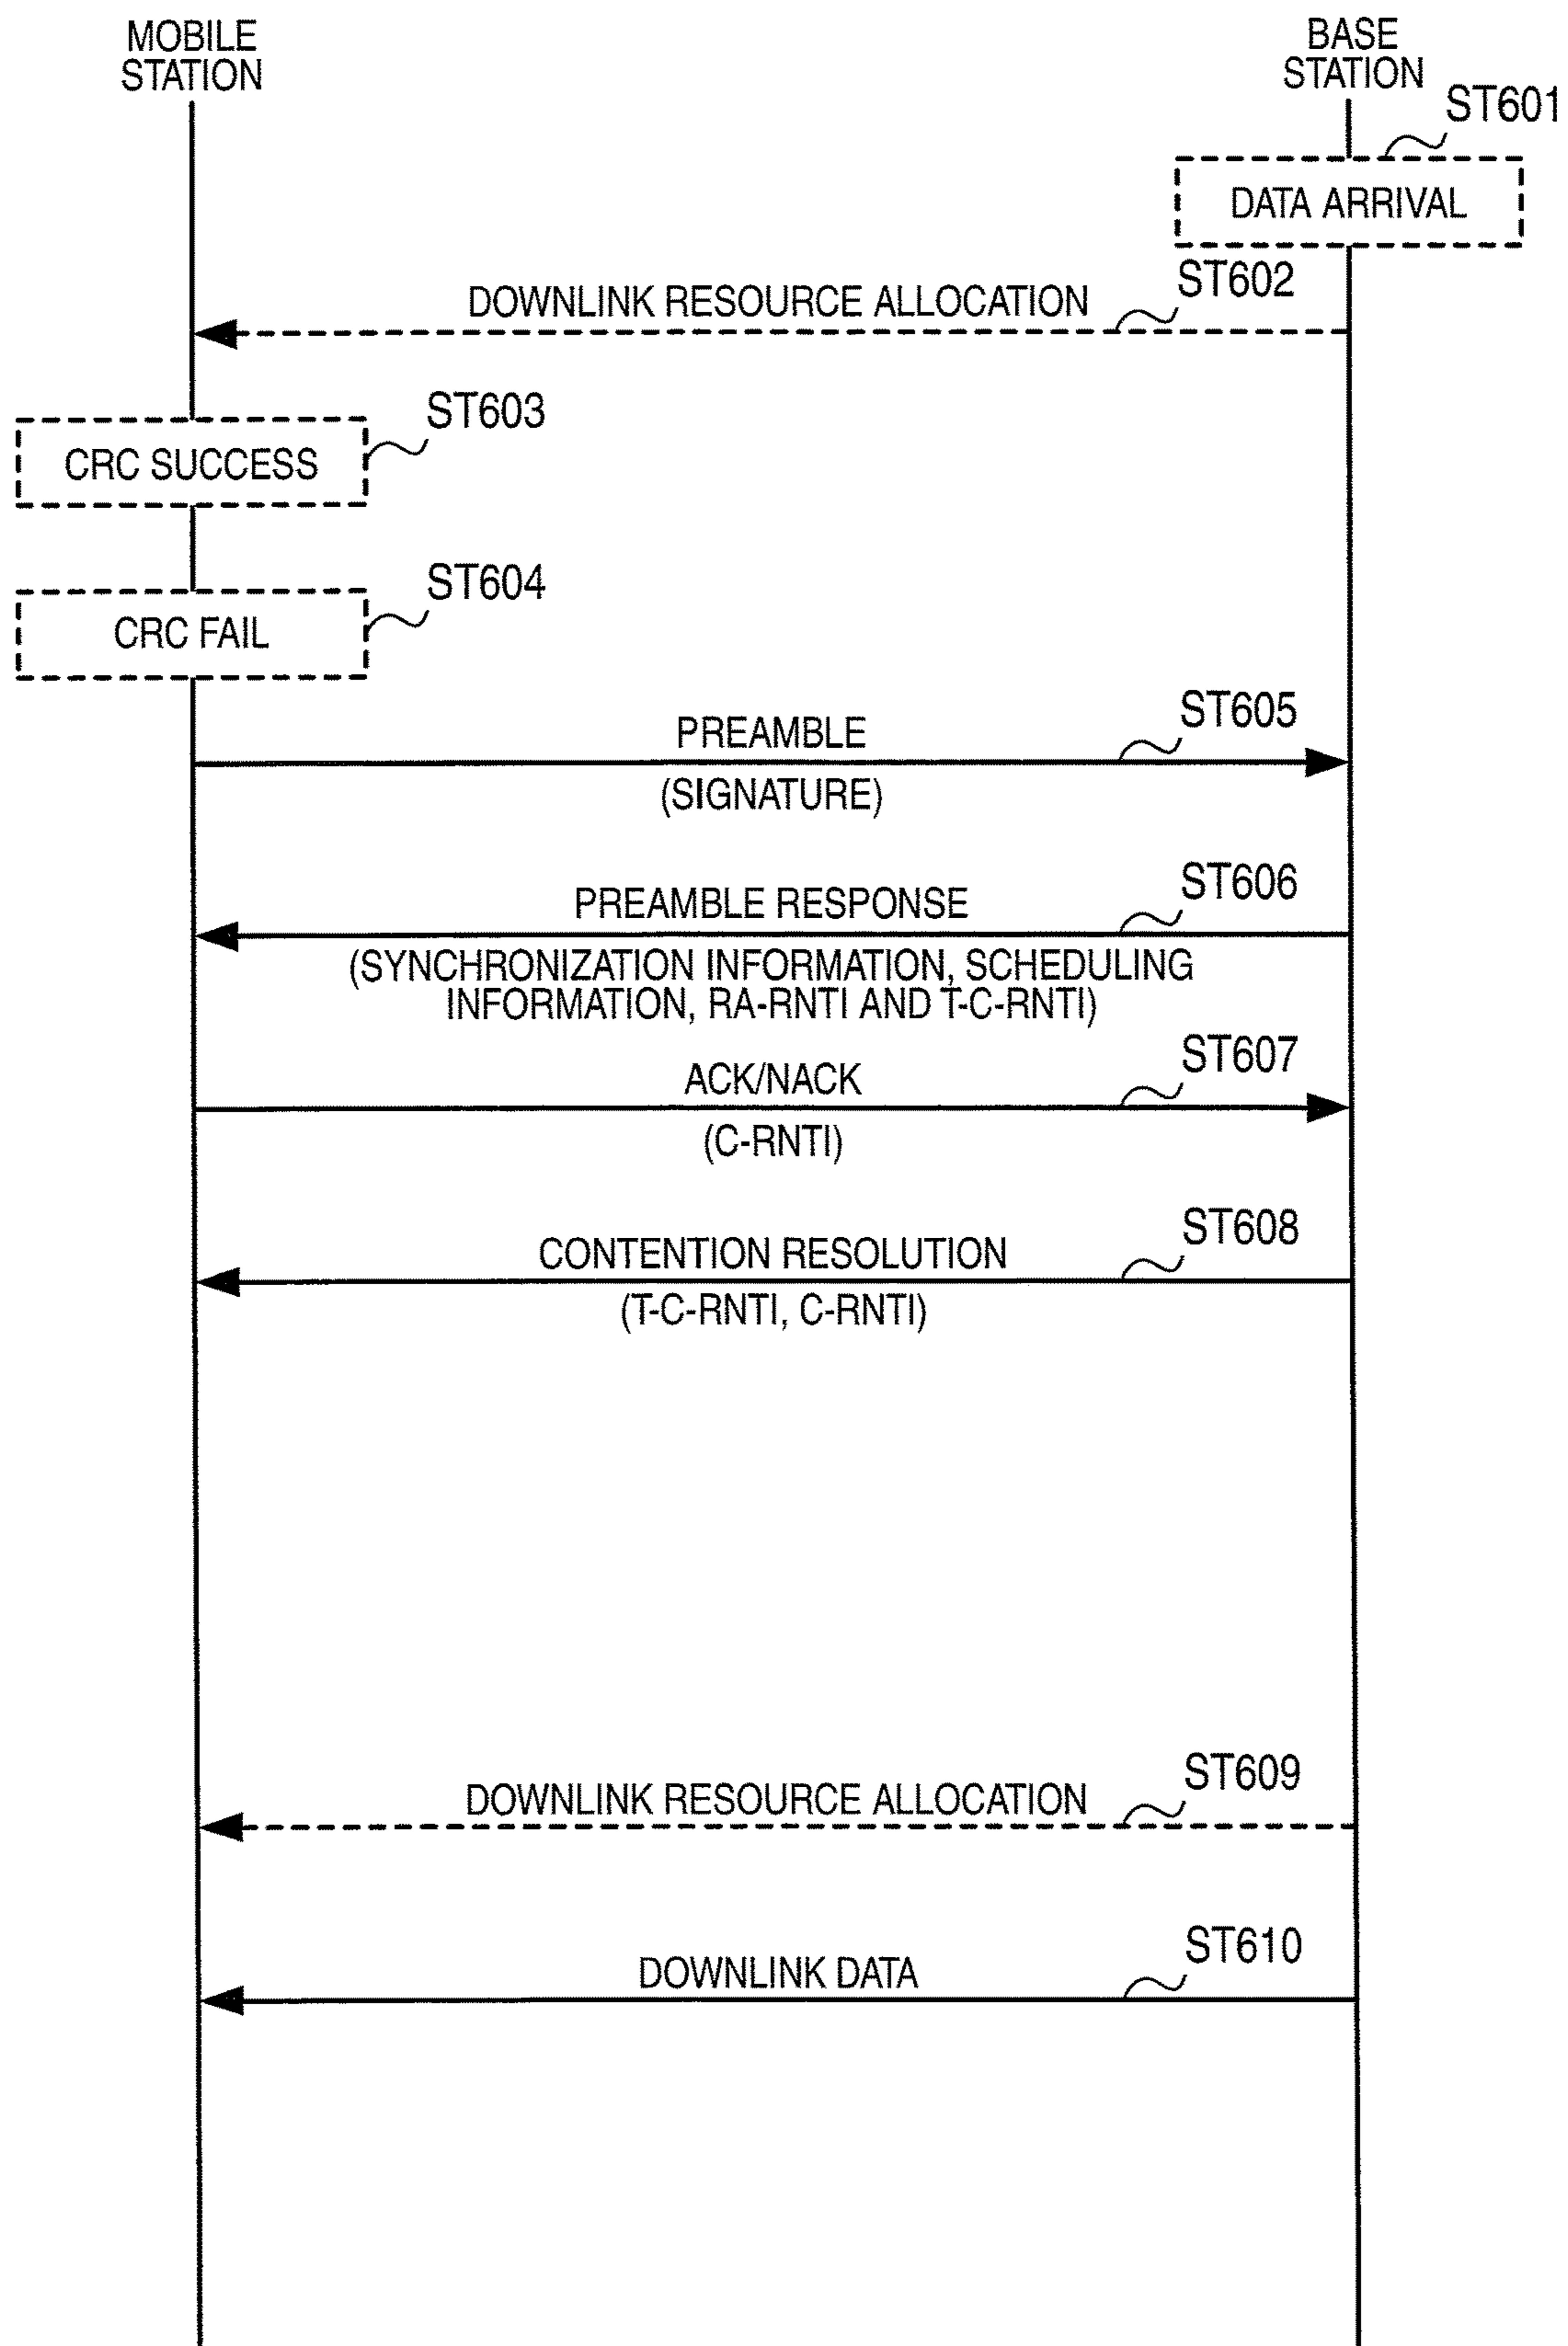 MOBILE
STATION
BASE
STATION
ST601
DATA ARRIVAL
ST602
DOWNLINK RESOURCE ALLOCATION
ST603
CRC SUCCESS
ST604
CRC FAIL
ST605
PREAMBLE
(SIGNATURE)
ST606
PREAMBLE RESPONSE
(SYNCHRONIZATION INFORMATION, SCHEDULING
INFORMATION, RA-RNTI AND T-C-RNTI)
ST607
ACK/NACK
(C-RNTI)
ST608
CONTENTION RESOLUTION
(T-C-RNTI, C-RNTI)
ST609
DOWNLINK RESOURCE ALLOCATION
ST610
DOWNLINK DATA